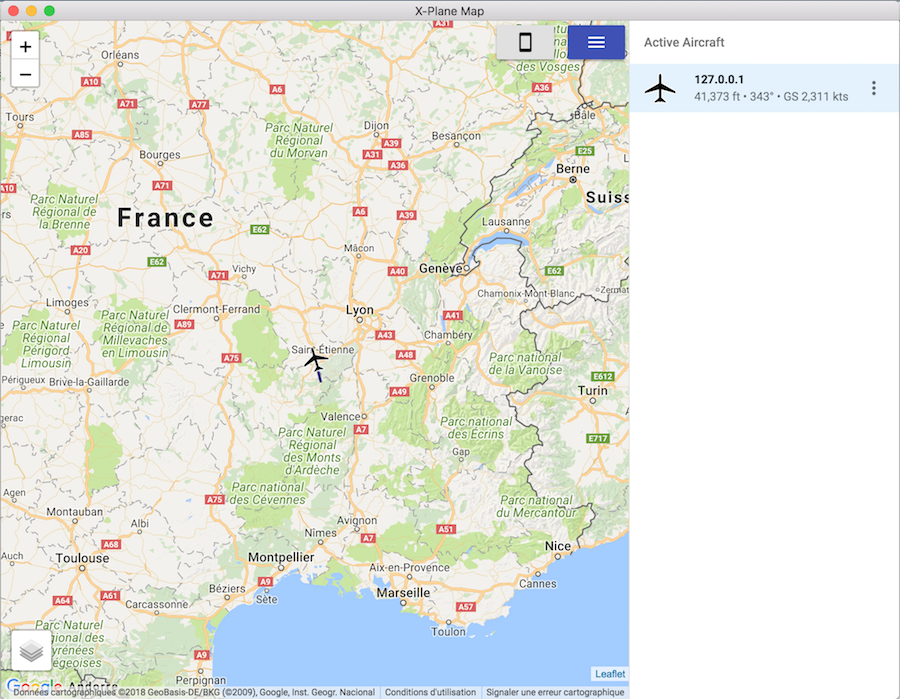 X-Plane Map
+
−
Orléans
A10
A6
A71
A77
Tours
A85
Bourges
A71
Parc Naturel
Régional
du Morvan
Dijon
A39
A31
A36
Besançon
des Vosges
A36
Bâle
E25
Berne
Suiss
A10
Parc Naturel
Régional de
la Brenne
France
E62
A20
E62
A6
A39
Lausanne
Mâcon
A71
Vichy
A40
Genève
E62
Chamonix-Mont-Blanc
Zermat
Limoges
Clermont-Ferrand
Lyon
A89
A43
A41
Chambéry
Parc Naturel
Régional
Périgord
Limousin
Parc Naturel
Régional de
Millevaches
en Limousin
A75
Saint-Étienne
A48
Parc national
de la Vanoise
Périgueux
Brive-la-Gaillarde
Grenoble
A49
E612
Turin
Valence
A7
Parc national
des Écrins
E717
Gap
Parc Naturel
Régional
des Monts
d'Ardèche
Parc national
des Cévennes
A75
Parc national
du Mercantour
Agen
Montauban
Albi
Avignon
A7
A51
Nîmes
Nice
A68
Toulouse
Montpellier
Aix-en-Provence
Cannes
A9
Béziers
Sète
Marseille
A64
A61
Carcassonne
A57
Toulon
Parc Naturel
A9
Perpignan
Google
Andorre
Leaflet
Données cartographiques ©2018 GeoBasis-DE/BKG (©2009), Google, Inst. Geogr. Nacional
Conditions d'utilisation
Signaler une erreur cartographique
Active Aircraft
127.0.0.1
41,373 ft • 343° • GS 2,311 kts